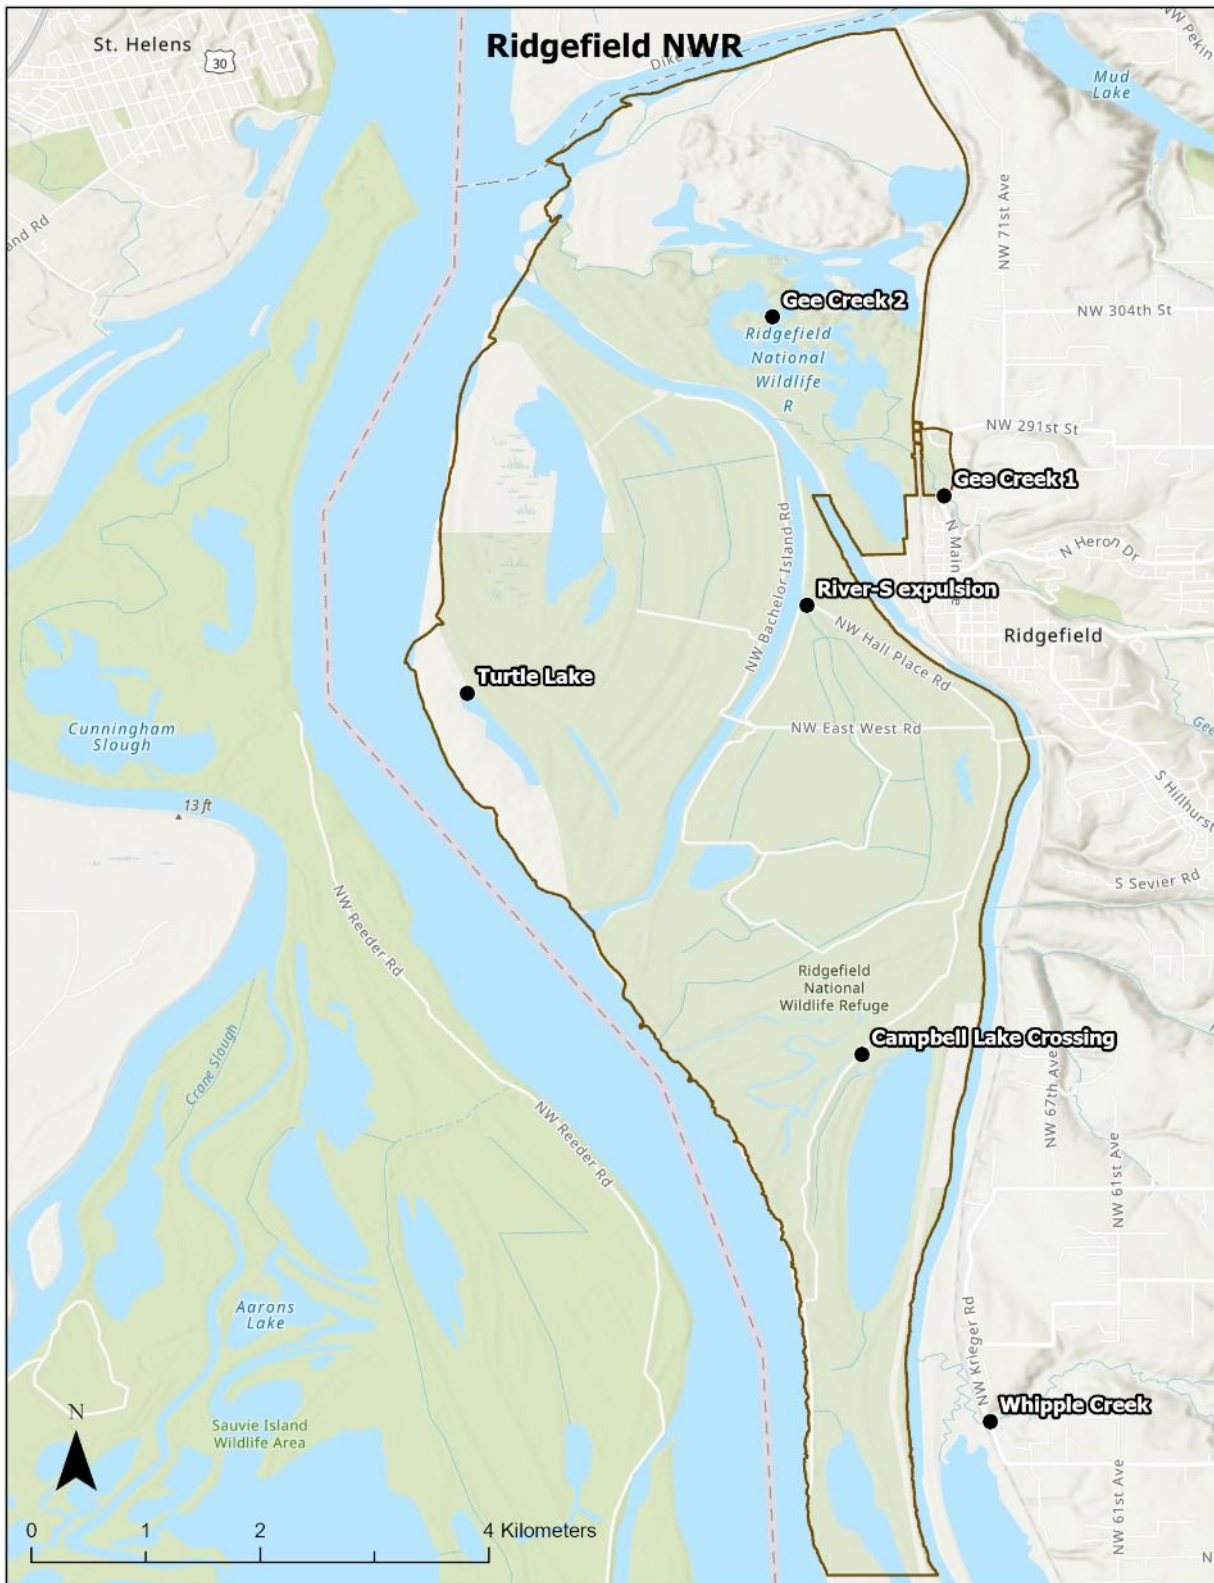 Ridgefield NWR
St. Helens
30
NW Pekin
Mud
Lake
NW 71st Ave
NW 304th St
Gee Creek 2
Ridgefield
National
Wildlife
R
NW 291st St
Gee Creek 1
N Main
N Heron Dr
NW Bachelor Island Rd
River-S expulsion
Ridgefield
NW Hall Place Rd
Turtle Lake
NW East West Rd
Cunningham
Slough
Gee
S Hillhurst
13 ft
S Sevier Rd
NW Reeder Rd
Ridgefield
National
Wildlife Refuge
Campbell Lake Crossing
Crane Slough
NW 67th Ave
NW Reeder Rd
NW 61st Ave
Aarons
Lake
NW Krieger Rd
Whipple Creek
Sauvie Island
Wildlife Area
N
NW 61st Ave
0 1 2 4 Kilometers
N